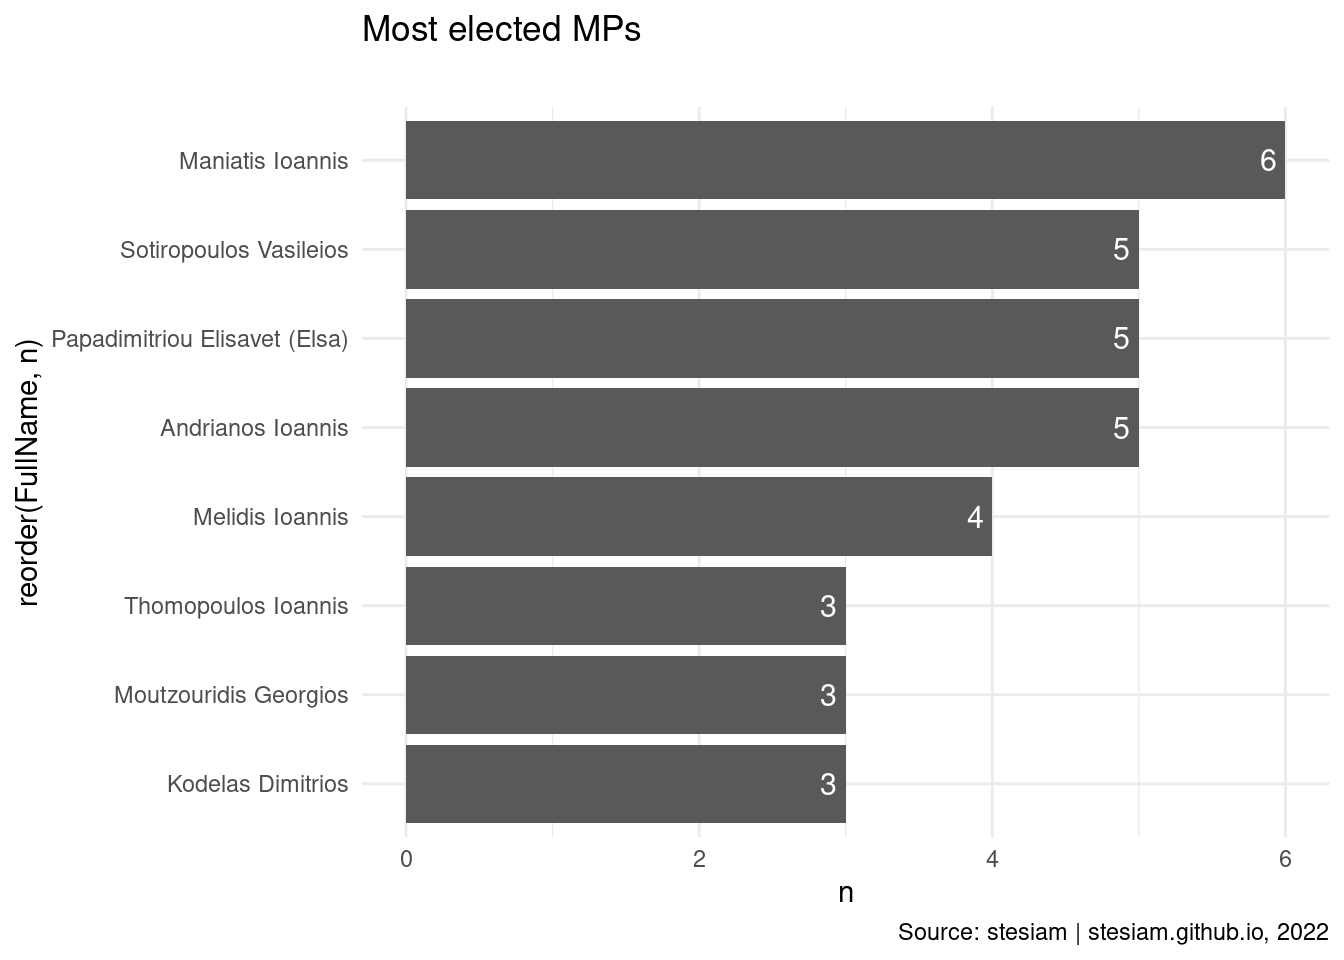 Most elected MPs
reorder(FullName, n)
Maniatis Ioannis
6
Sotiropoulos Vasileios
5
Papadimitriou Elisavet (Elsa)
5
Andrianos Ioannis
5
Melidis Ioannis
4
Thomopoulos Ioannis
3
Moutzouridis Georgios
3
Kodelas Dimitrios
3
0 2 4 6
n
Source: stesiam | stesiam.github.io, 2022